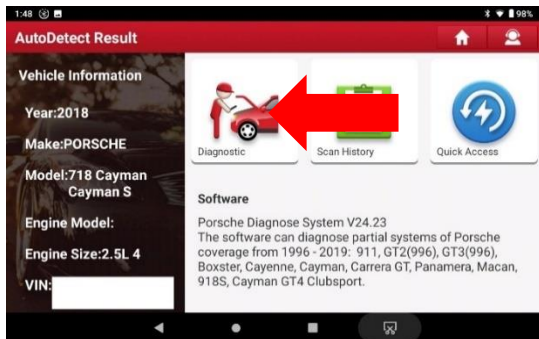 1:48 98%
AutoDetect Result
Vehicle Information
Year:2018
Make:PORSCHE
Model:718 Cayman
Cayman S
Engine Model:
Engine Size:2.5L 4
VIN:
Diagnostic
Scan History
Quick Access
Software
Porsche Diagnose System V24.23
The software can diagnose partial systems of Porsche
coverage from 1996 - 2019: 911, GT2(996), GT3(996),
Boxster, Cayenne, Cayman, Carrera GT, Panamera, Macan,
918S, Cayman GT4 Clubsport.